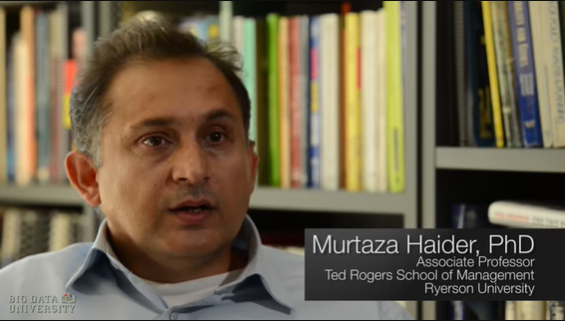 Murtaza Haider, PhD
Associate Professor
Ted Rogers School of Management
Ryerson University
BIG DATA
UNIVERSITY